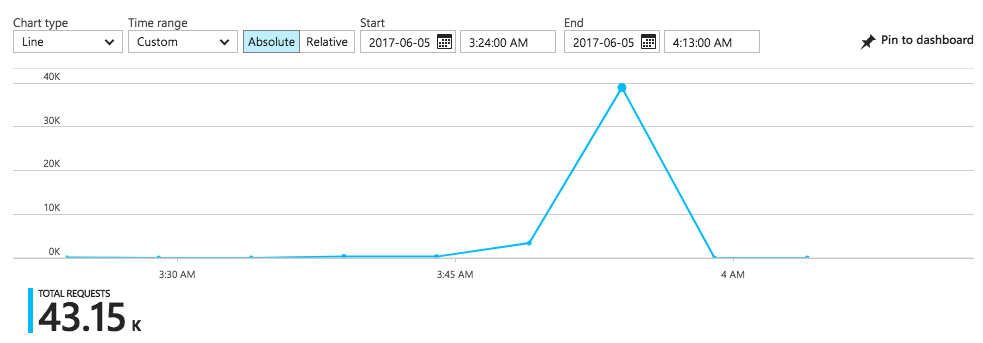 Chart type Time range Start End
Line Custom Absolute Relative 2017-06-05 3:24:00 AM 2017-06-05 4:13:00 AM Pin to dashboard
40K
30K
20K
10K
0K
3:30 AM 3:45 AM 4 AM
TOTAL REQUESTS
43.15 K